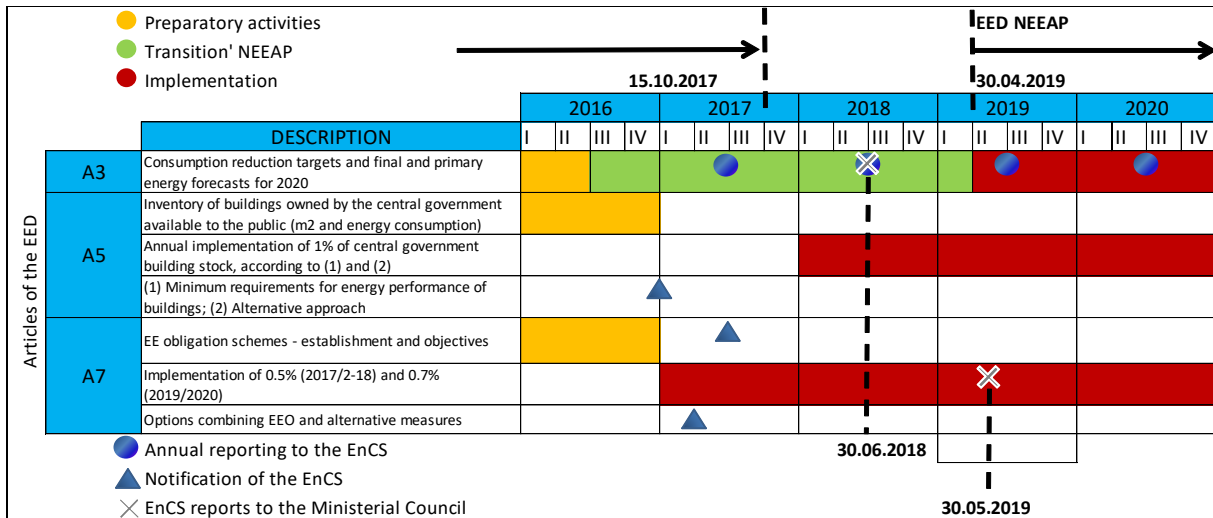 Preparatory activities
EED NEEAP
Transition' NEEAP
Implementation
15.10.2017
30.04.2019
2016 2017 2018 2019 2020
DESCRIPTION
I II III IV I II III IV I II III IV I II III IV I II III IV
Articles of the EED
A3
Consumption reduction targets and final and primary
energy forecasts for 2020
A5
Inventory of buildings owned by the central government
available to the public (m2 and energy consumption)
Annual implementation of 1% of central government
building stock, according to (1) and (2)
(1) Minimum requirements for energy performance of
buildings; (2) Alternative approach
A7
EE obligation schemes - establishment and objectives
Implementation of 0.5% (2017/2-18) and 0.7%
(2019/2020)
Options combining EEO and alternative measures
Annual reporting to the EnCS
30.06.2018
Notification of the EnCS
EnCS reports to the Ministerial Council
30.05.2019